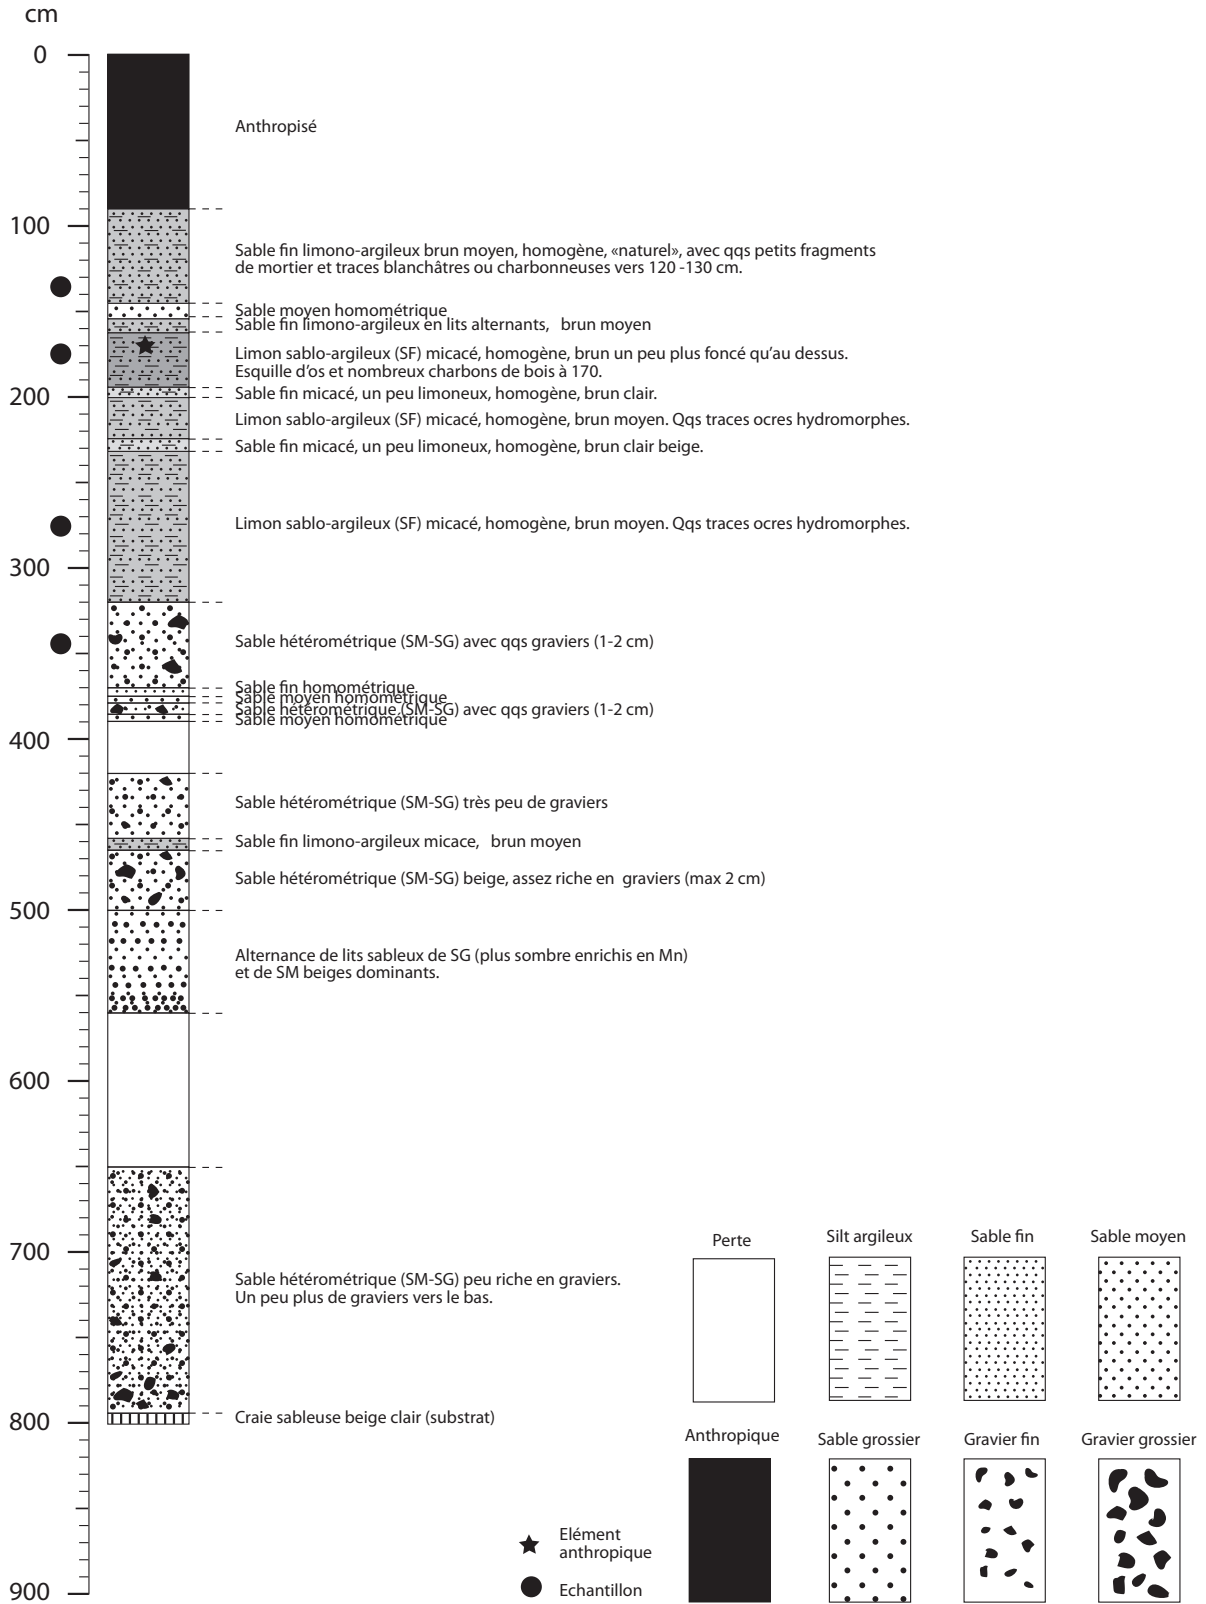 cm
0
Anthropisé
100
Sable fin limono-argileux brun moyen, homogène, «naturel», avec qqs petits fragments
de mortier et traces blanchâtres ou charbonneuses vers 120 -130 cm.
Sable moyen homométrique
Sable fin limono-argileux en lits alternants, brun moyen
Limon sablo-argileux (SF) micacé, homogène, brun un peu plus foncé qu'au dessus.
Esquille d'os et nombreux charbons de bois à 170.
200
Sable fin micacé, un peu limoneux, homogène, brun clair.
Limon sablo-argileux (SF) micacé, homogène, brun moyen. Qqs traces ocres hydromorphes.
Sable fin micacé, un peu limoneux, homogène, brun clair beige.
Limon sablo-argileux (SF) micacé, homogène, brun moyen. Qqs traces ocres hydromorphes.
300
Sable hétérométrique (SM-SG) avec qqs graviers (1-2 cm)
Sable fin homométrique
Sable moyen homométrique
Sable hétérométrique (SM-SG) avec qqs graviers (1-2 cm)
Sable moyen homométrique
400
Sable hétérométrique (SM-SG) très peu de graviers
Sable fin limono-argileux micace, brun moyen
Sable hétérométrique (SM-SG) beige, assez riche en graviers (max 2 cm)
500
Alternance de lits sableux de SG (plus sombre enrichis en Mn)
et de SM beiges dominants.
600
700
Sable hétérométrique (SM-SG) peu riche en graviers.
Un peu plus de graviers vers le bas.
800
Craie sableuse beige clair (substrat)
900
Perte
Silt argileux
Sable fin
Sable moyen
Anthropique
Sable grossier
Gravier fin
Gravier grossier
Elément
anthropique
Echantillon